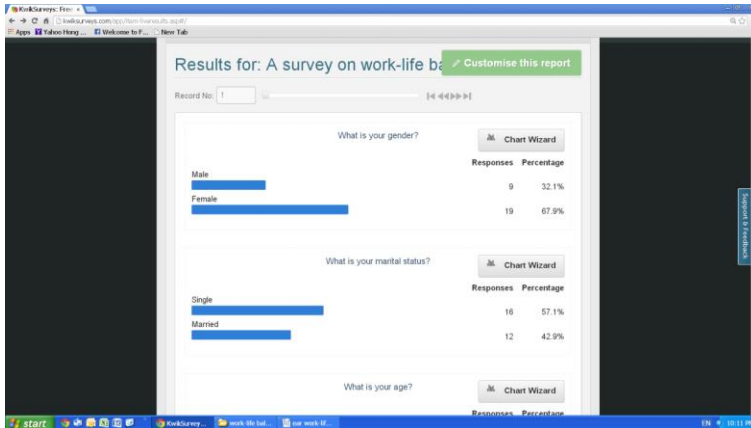 KwikSurveys: Free
kwiksurveys.com
Apps Yahoo Hong ... Welcome to F... New Tab
Results for: A survey on work-life ba
Customise this report
Record No: 1
What is your gender?
Chart Wizard
Responses Percentage
Male
9 32.1%
Female
19 67.9%
What is your marital status?
Chart Wizard
Responses Percentage
Single
16 57.1%
Married
12 42.9%
What is your age?
Chart Wizard
Responses Percentage
Support & Feedback
start
KwikSurvey... work-life bal...
EN 10:11